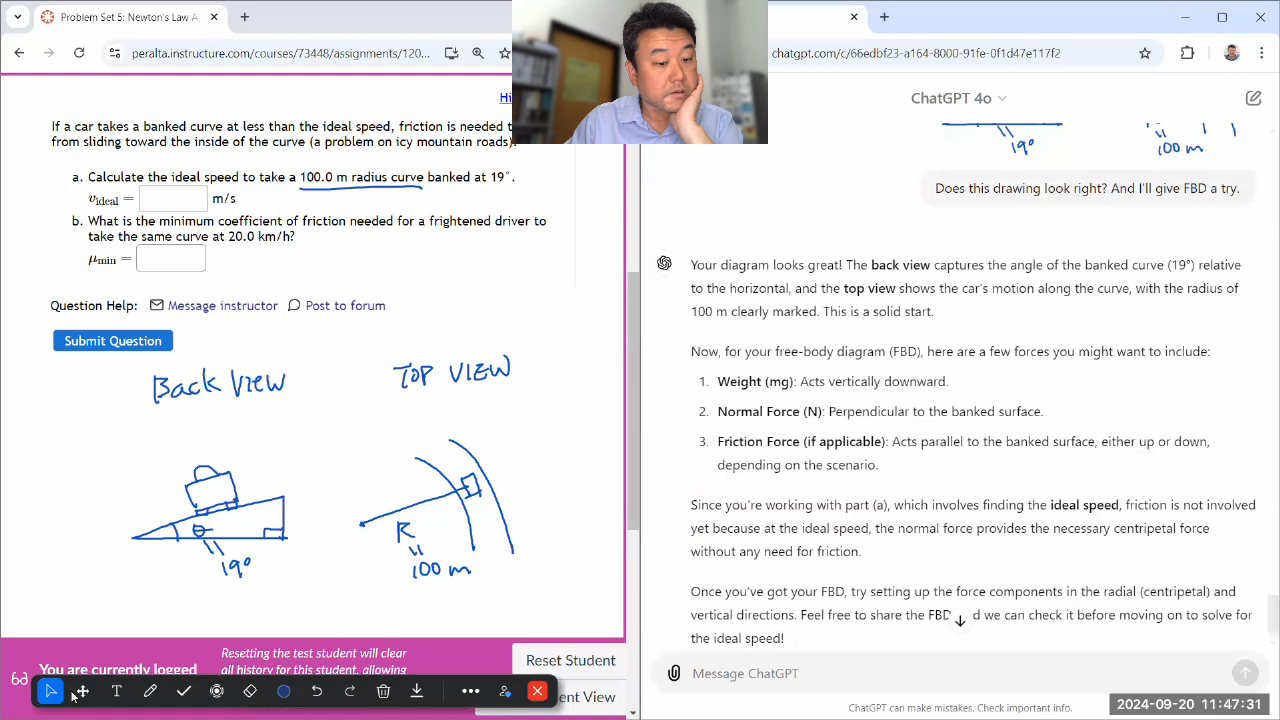 Problem Set 5: Newton's Law A
peralta.instructure.com/courses/73448/assignments/120...
chatgpt.com/c/66edbf23-a164-8000-91fe-0f1d47e117f2
ChatGPT 4o
Hi
If a car takes a banked curve at less than the ideal speed, friction is needed t
from sliding toward the inside of the curve (a problem on icy mountain roads).
a. Calculate the ideal speed to take a 100.0 m radius curve banked at 19°.
v ideal = m/s
b. What is the minimum coefficient of friction needed for a frightened driver to
take the same curve at 20.0 km/h?
μ min =
Question Help: Message instructor Post to forum
Submit Question
Back View
TOP VIEW
θ
19°
R
100 m
You are currently logged
Resetting the test student will clear
all history for this student, allowing
Reset Student
ent View
19°
100 m
Does this drawing look right? And I'll give FBD a try.
Your diagram looks great! The back view captures the angle of the banked curve (19°) relative
to the horizontal, and the top view shows the car's motion along the curve, with the radius of
100 m clearly marked. This is a solid start.
Now, for your free-body diagram (FBD), here are a few forces you might want to include:
1. Weight (mg): Acts vertically downward.
2. Normal Force (N): Perpendicular to the banked surface.
3. Friction Force (if applicable): Acts parallel to the banked surface, either up or down,
depending on the scenario.
Since you're working with part (a), which involves finding the ideal speed, friction is not involved
yet because at the ideal speed, the normal force provides the necessary centripetal force
without any need for friction.
Once you've got your FBD, try setting up the force components in the radial (centripetal) and
vertical directions. Feel free to share the FBD d we can check it before moving on to solve for
the ideal speed!
Message ChatGPT
ChatGPT can make mistakes. Check important info.
2024-09-20 11:47:31